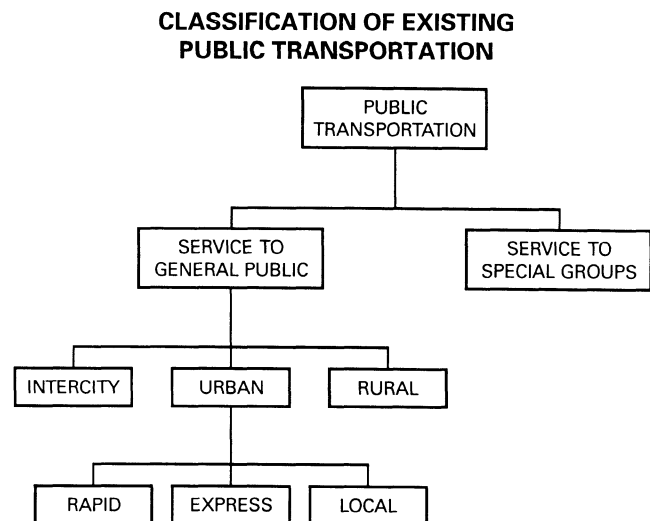 CLASSIFICATION OF EXISTING
PUBLIC TRANSPORTATION
PUBLIC
TRANSPORTATION
SERVICE TO
GENERAL PUBLIC
SERVICE TO
SPECIAL GROUPS
INTERCITY
URBAN
RURAL
RAPID
EXPRESS
LOCAL